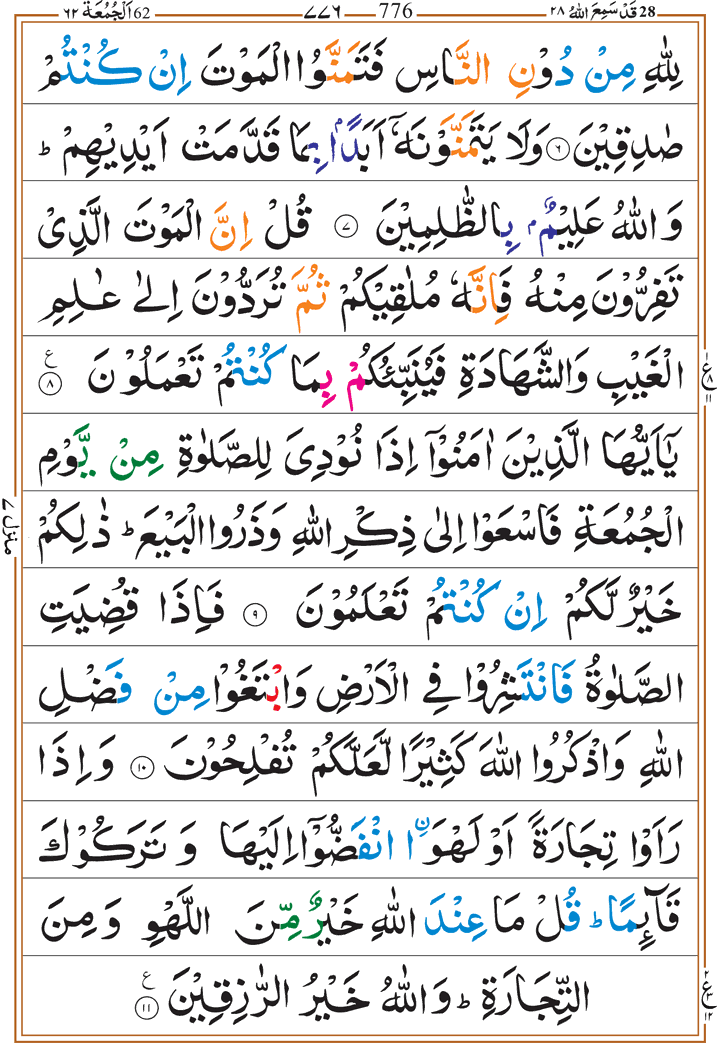 28 قَدْ سَمِعَ اللهُ ٢٨
776 — ٧٧٦
62 اَلْجُمُعَة ٦٢
لِلّٰهِ مِنْ دُوْنِ النَّاسِ فَتَمَنَّوُا الْمَوْتَ اِنْ كُنْتُمْ
صٰدِقِيْنَ ۝٦ وَلَا يَتَمَنَّوْنَهٗۤ اَبَدًۢا بِمَا قَدَّمَتْ اَيْدِيْهِمْ ؕ
وَاللّٰهُ عَلِيْمٌۢ بِالظّٰلِمِيْنَ ۝٧ قُلْ اِنَّ الْمَوْتَ الَّذِىْ
تَفِرُّوْنَ مِنْهُ فَاِنَّهٗ مُلٰقِيْكُمْ ثُمَّ تُرَدُّوْنَ اِلٰى عٰلِمِ
الْغَيْبِ وَالشَّهَادَةِ فَيُنَبِّئُكُمْ بِمَا كُنْتُمْ تَعْمَلُوْنَ ۝٨ ع
ع ٨ ١١
يٰۤاَيُّهَا الَّذِيْنَ اٰمَنُوْۤا اِذَا نُوْدِىَ لِلصَّلٰوةِ مِنْ يَّوْمِ
الْجُمُعَةِ فَاسْعَوْا اِلٰى ذِكْرِ اللّٰهِ وَذَرُوا الْبَيْعَ ؕ ذٰلِكُمْ
منزل ٧
خَيْرٌ لَّكُمْ اِنْ كُنْتُمْ تَعْلَمُوْنَ ۝٩ فَاِذَا قُضِيَتِ
الصَّلٰوةُ فَانْتَشِرُوْا فِى الْاَرْضِ وَابْتَغُوْا مِنْ فَضْلِ
اللّٰهِ وَاذْكُرُوا اللّٰهَ كَثِيْرًا لَّعَلَّكُمْ تُفْلِحُوْنَ ۝١٠ وَاِذَا
رَاَوْا تِجَارَةً اَوْ لَهْوَاۨ انْفَضُّوْۤا اِلَيْهَا وَتَرَكُوْكَ
قَآئِمًا ؕ قُلْ مَا عِنْدَ اللّٰهِ خَيْرٌ مِّنَ اللَّهْوِ وَمِنَ
التِّجَارَةِ ؕ وَاللّٰهُ خَيْرُ الرّٰزِقِيْنَ ۝١١ ع
ع ١٢